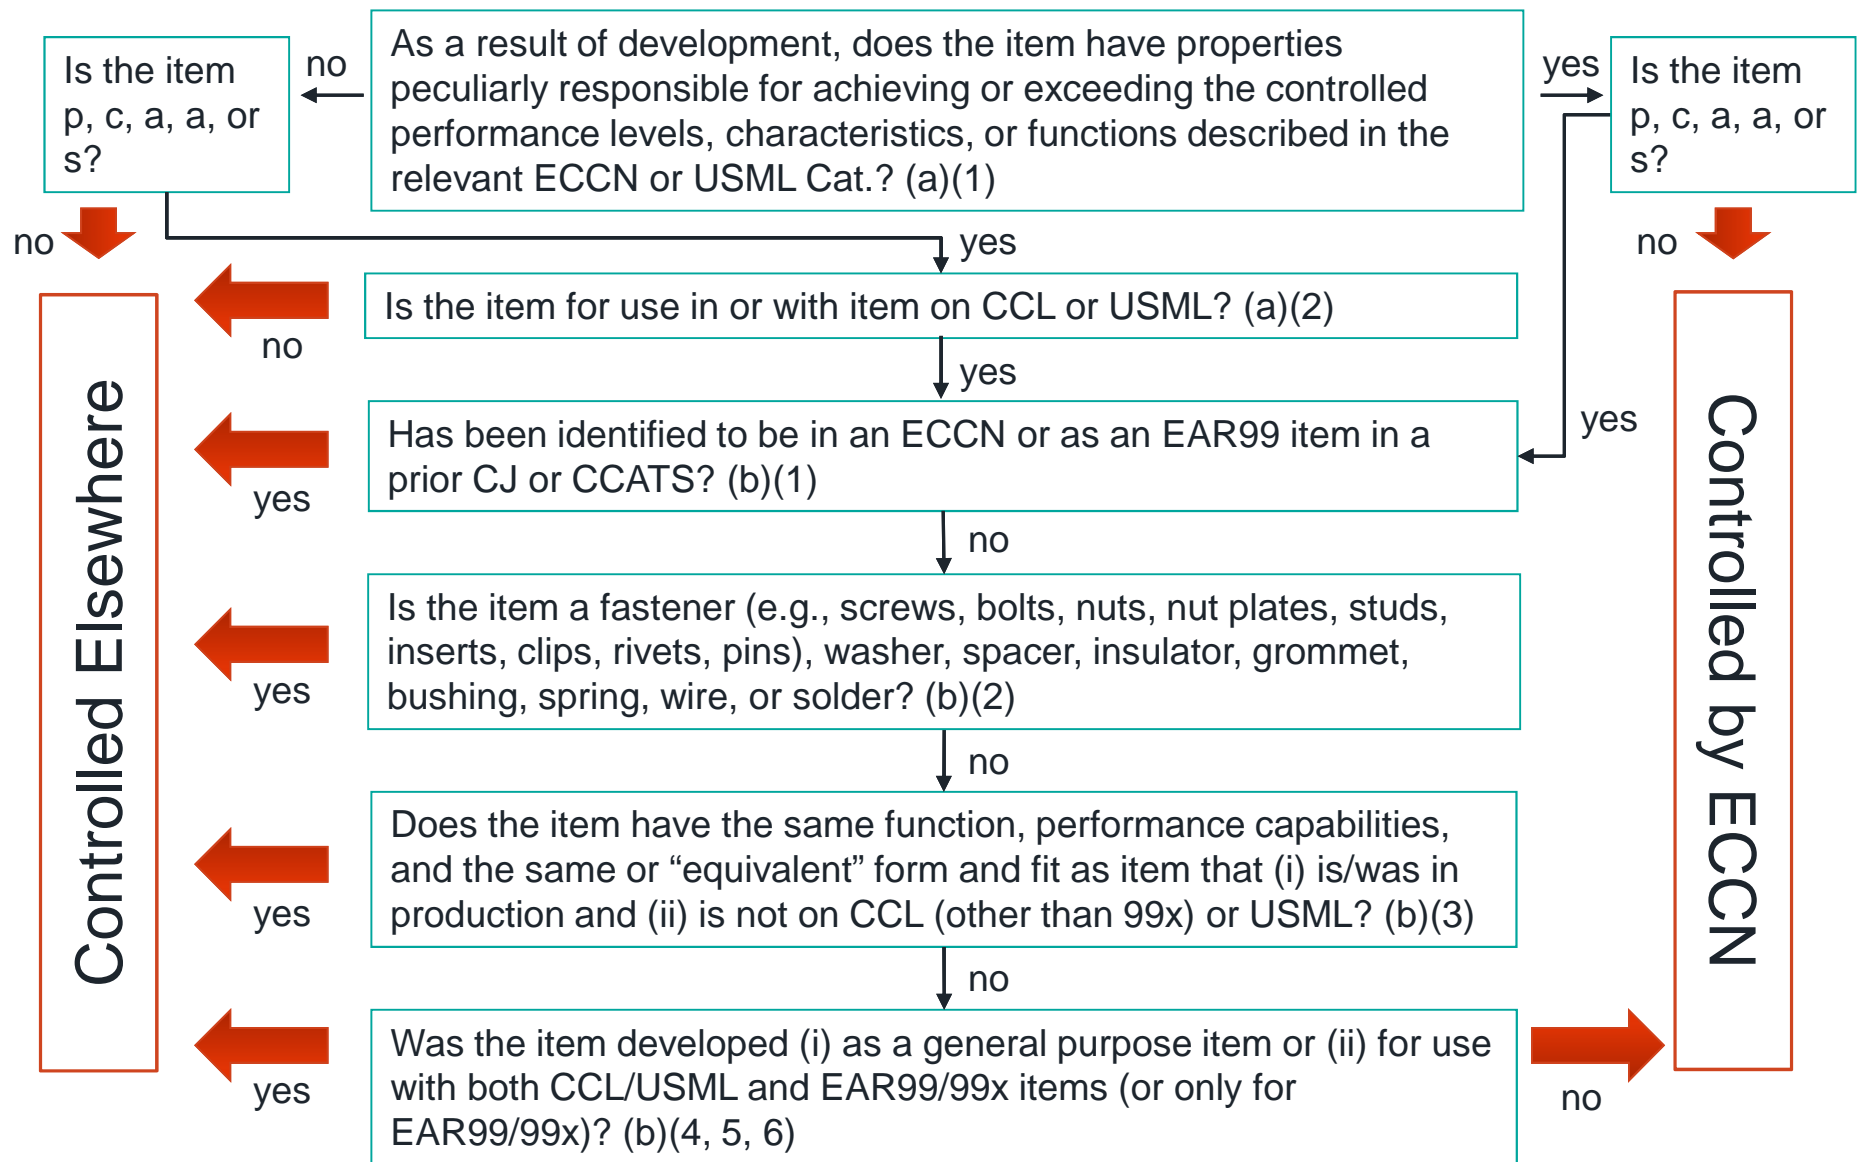 Is the item
p, c, a, a, or
s?
no
As a result of development, does the item have properties
peculiarly responsible for achieving or exceeding the controlled
performance levels, characteristics, or functions described in the
relevant ECCN or USML Cat.? (a)(1)
yes
Is the item
p, c, a, a, or
s?
no
yes
no
Is the item for use in or with item on CCL or USML? (a)(2)
no
yes
Has been identified to be in an ECCN or as an EAR99 item in a
prior CJ or CCATS? (b)(1)
yes
yes
no
Is the item a fastener (e.g., screws, bolts, nuts, nut plates, studs,
inserts, clips, rivets, pins), washer, spacer, insulator, grommet,
bushing, spring, wire, or solder? (b)(2)
yes
no
Does the item have the same function, performance capabilities,
and the same or “equivalent” form and fit as item that (i) is/was in
production and (ii) is not on CCL (other than 99x) or USML? (b)(3)
yes
no
Was the item developed (i) as a general purpose item or (ii) for use
with both CCL/USML and EAR99/99x items (or only for
EAR99/99x)? (b)(4, 5, 6)
yes
no
Controlled Elsewhere
Controlled by ECCN